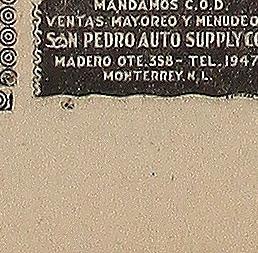 MANDAMOS C.O.D.
VENTAS MAYOREO Y MENUDEO
SAN PEDRO AUTO SUPPLY CO
MADERO OTE. 358 - TEL. 1947
MONTERREY, N. L.